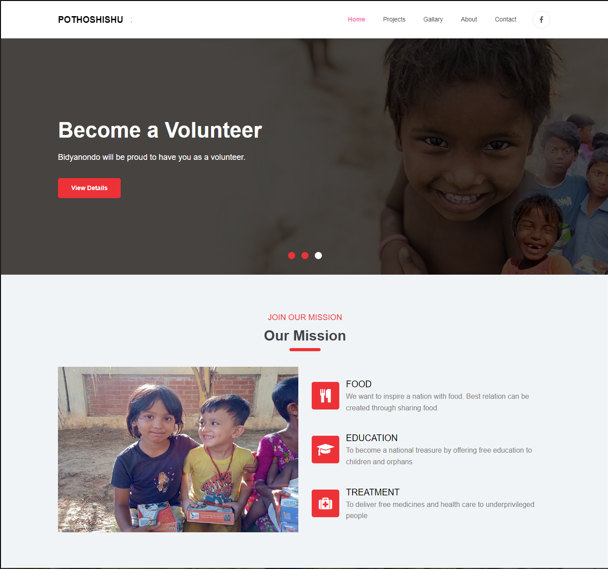 POTHOSHISHU .
Home Projects Gallary About Contact
Become a Volunteer
Bidyanondo will be proud to have you as a volunteer.
View Details
JOIN OUR MISSION
Our Mission
FOOD
We want to inspire a nation with food. Best relation can be
created through sharing food
EDUCATION
To become a national treasure by offering free education to
children and orphans
TREATMENT
To deliver free medicines and health care to underprivileged
people